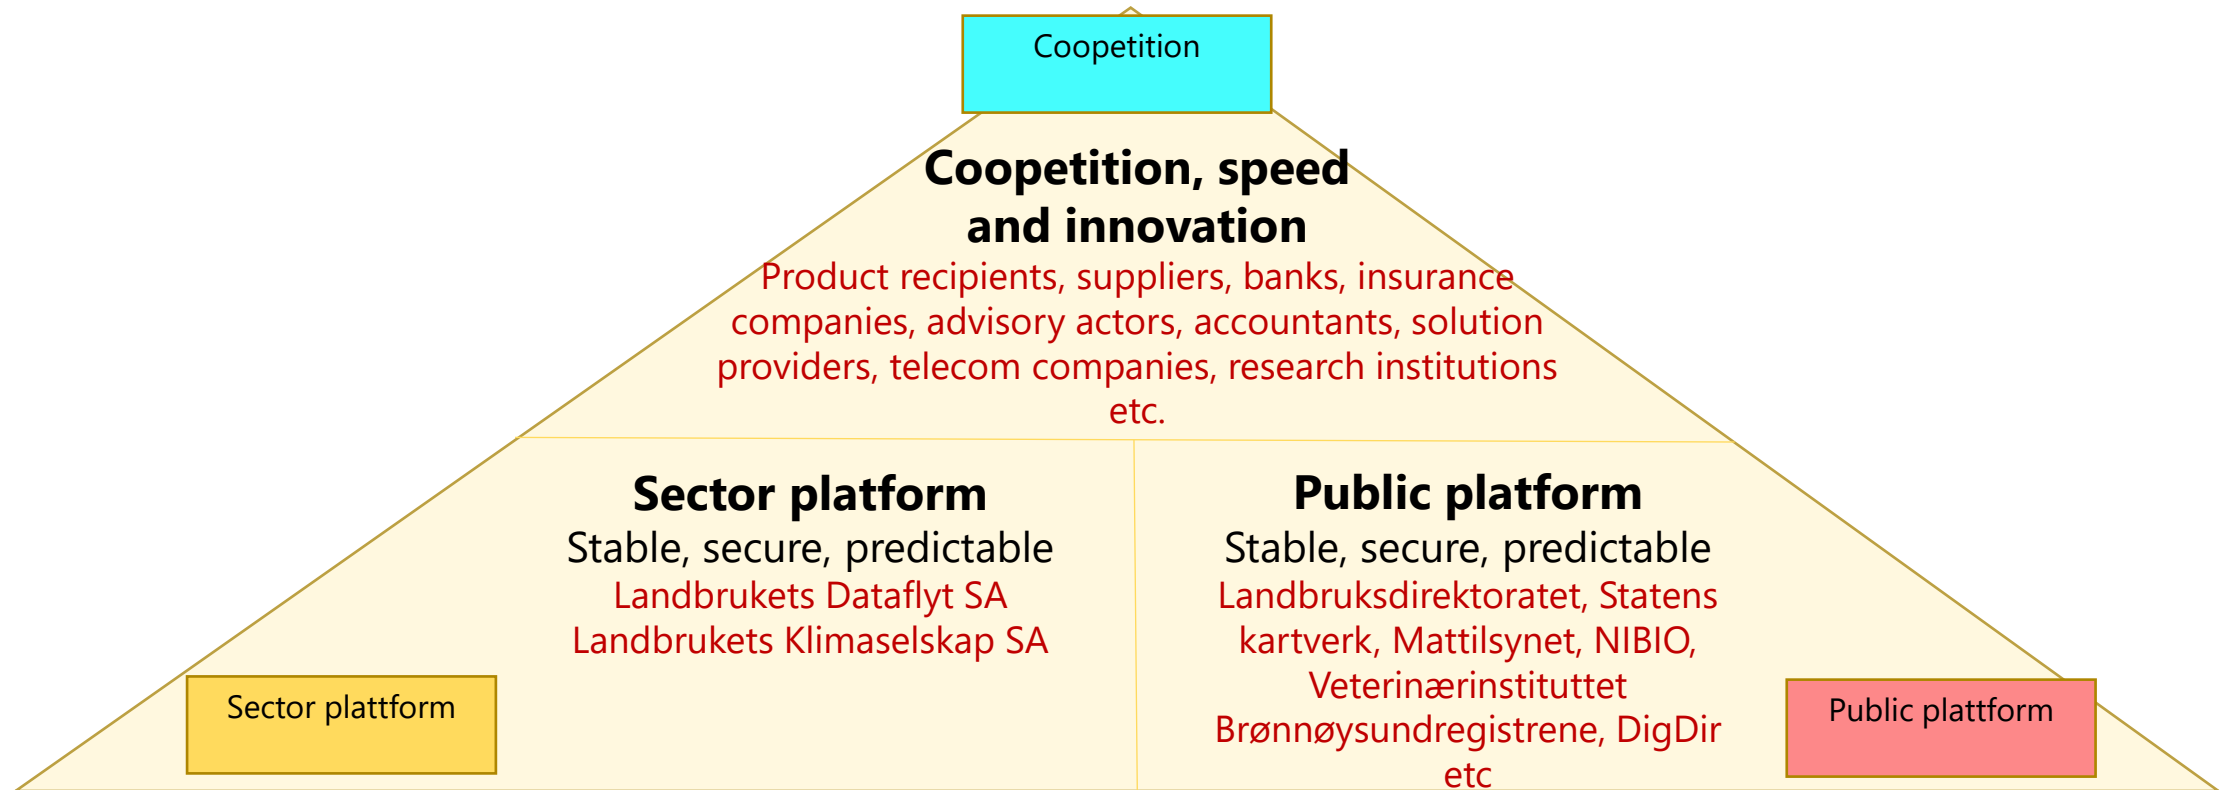 Coopetition
Coopetition, speed
and innovation
Product recipients, suppliers, banks, insurance
companies, advisory actors, accountants, solution
providers, telecom companies, research institutions
etc.
Sector platform
Stable, secure, predictable
Landbrukets Dataflyt SA
Landbrukets Klimaselskap SA
Sector plattform
Public platform
Stable, secure, predictable
Landbruksdirektoratet, Statens
kartverk, Mattilsynet, NIBIO,
Veterinærinstituttet
Brønnøysundregistrene, DigDir
etc
Public plattform